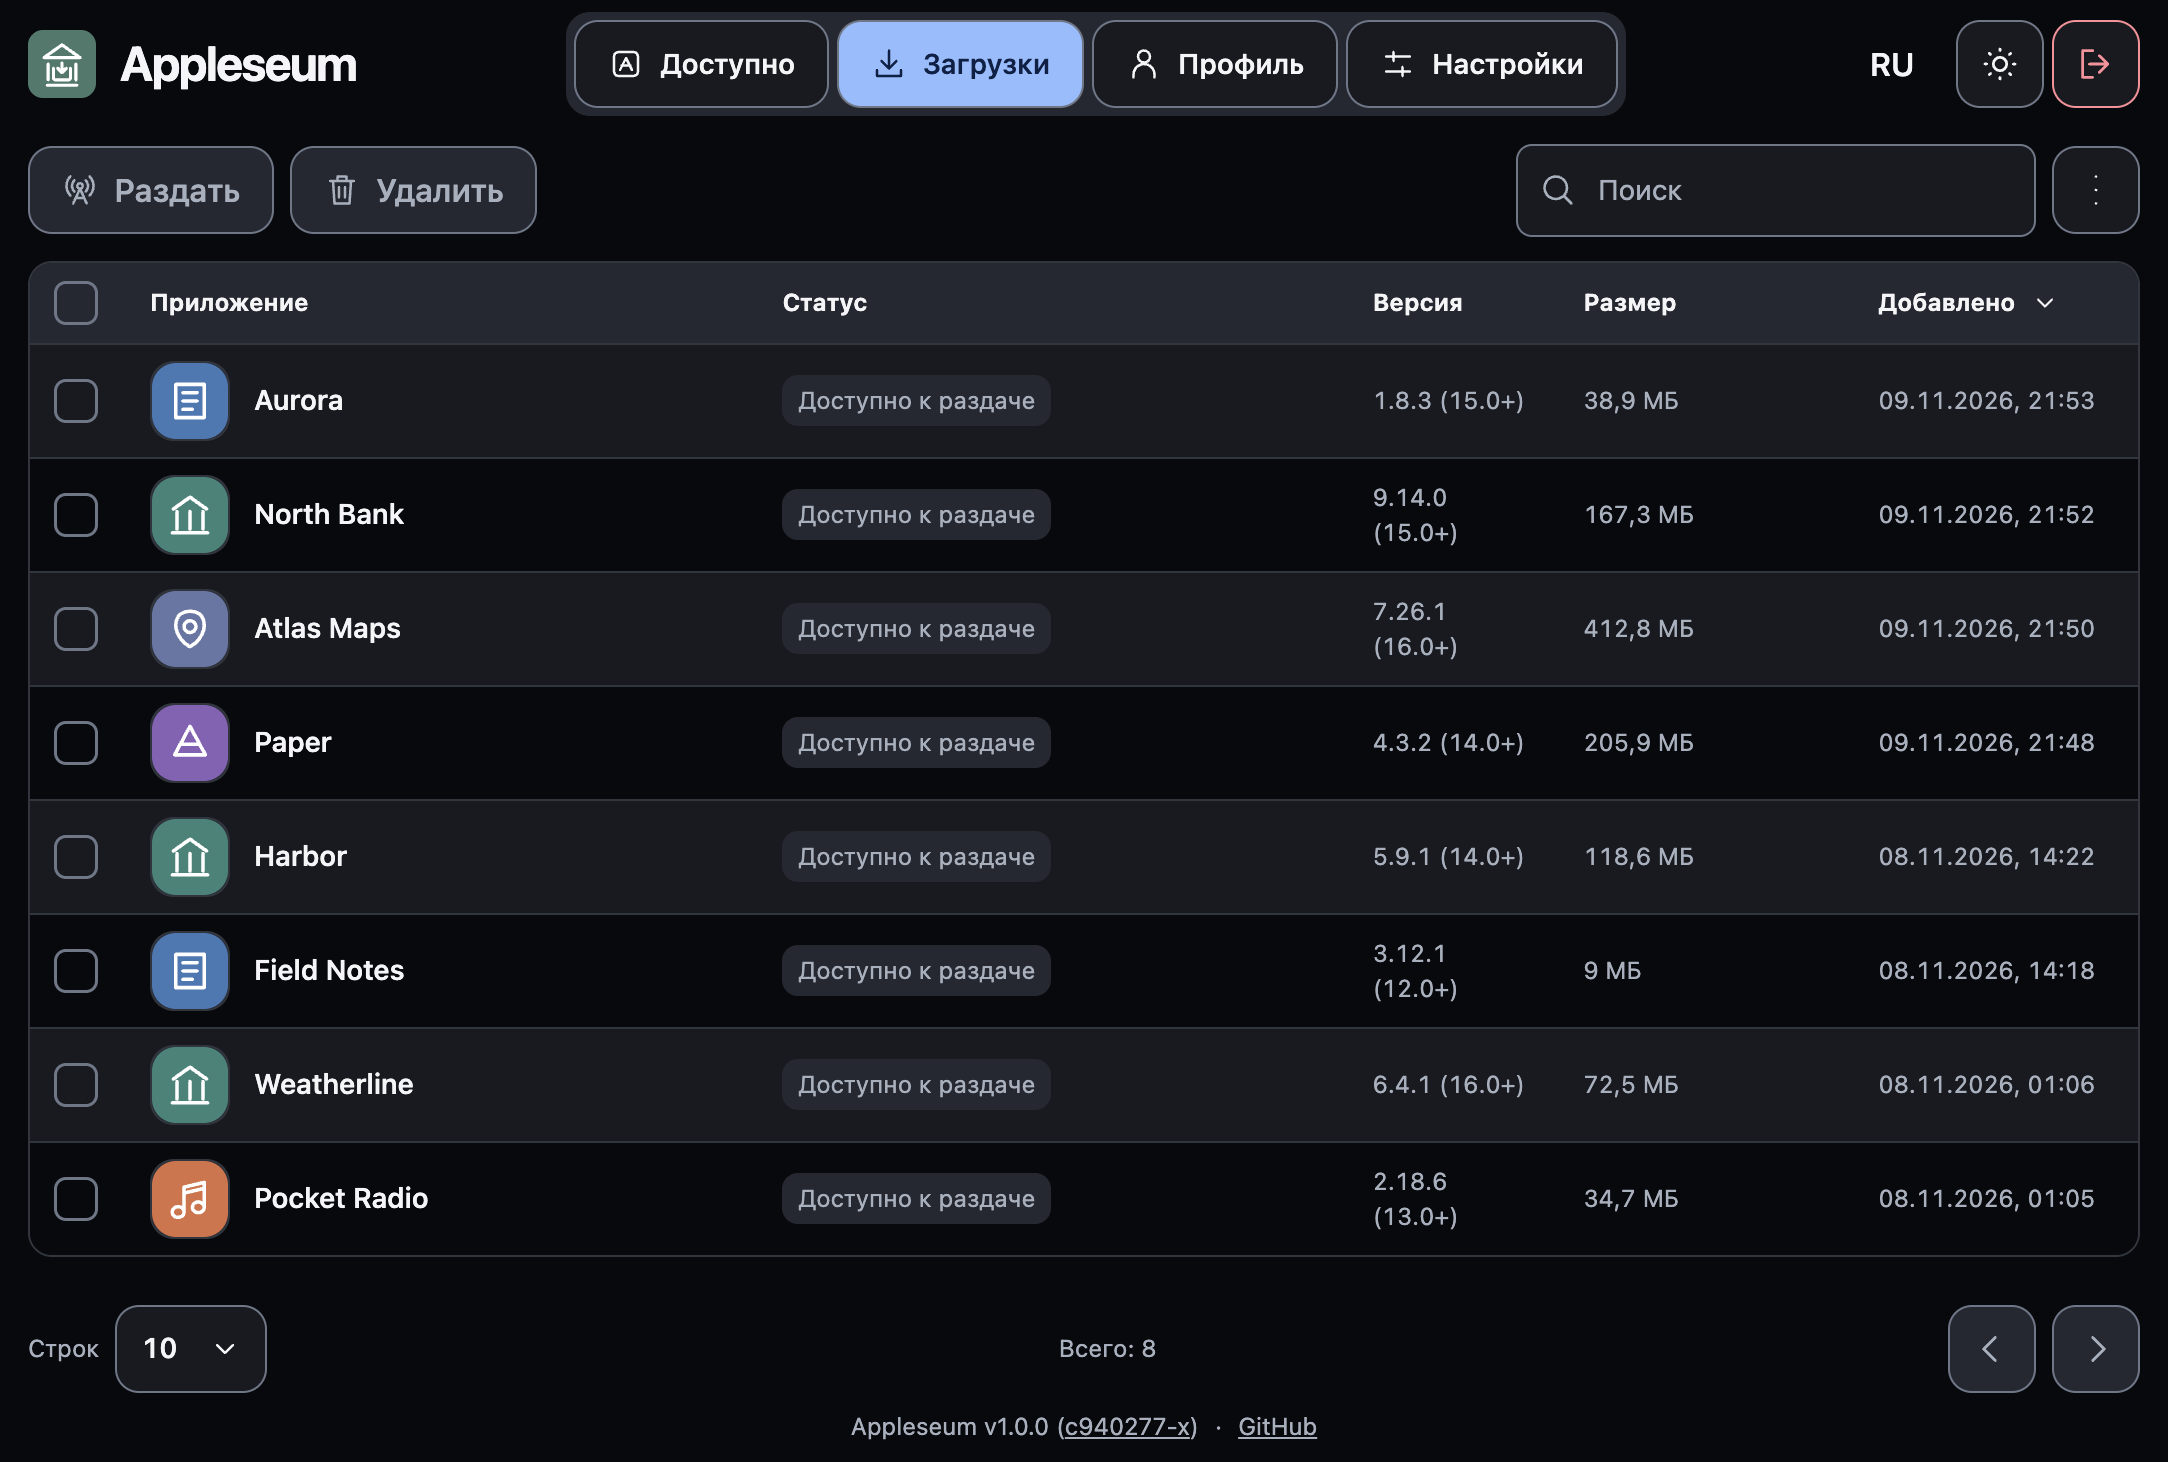 Appleseum
Доступно
Загрузки
Профиль
Настройки
RU
Раздать
Удалить
Поиск
Приложение Статус Версия Размер Добавлено
Aurora Доступно к раздаче 1.8.3 (15.0+) 38,9 МБ 09.11.2026, 21:53
North Bank Доступно к раздаче 9.14.0 (15.0+) 167,3 МБ 09.11.2026, 21:52
Atlas Maps Доступно к раздаче 7.26.1 (16.0+) 412,8 МБ 09.11.2026, 21:50
Paper Доступно к раздаче 4.3.2 (14.0+) 205,9 МБ 09.11.2026, 21:48
Harbor Доступно к раздаче 5.9.1 (14.0+) 118,6 МБ 08.11.2026, 14:22
Field Notes Доступно к раздаче 3.12.1 (12.0+) 9 МБ 08.11.2026, 14:18
Weatherline Доступно к раздаче 6.4.1 (16.0+) 72,5 МБ 08.11.2026, 01:06
Pocket Radio Доступно к раздаче 2.18.6 (13.0+) 34,7 МБ 08.11.2026, 01:05
Строк 10
Всего: 8
Appleseum v1.0.0 (c940277-x) · GitHub